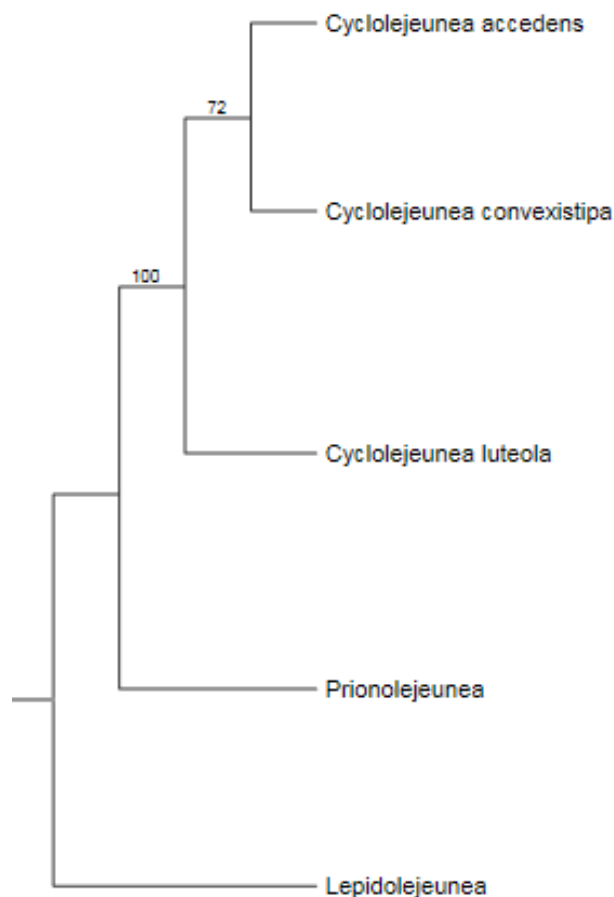 Cyclolejeunea accedens
72
Cyclolejeunea convexistipa
100
Cyclolejeunea luteola
Prionolejeunea
Lepidolejeunea